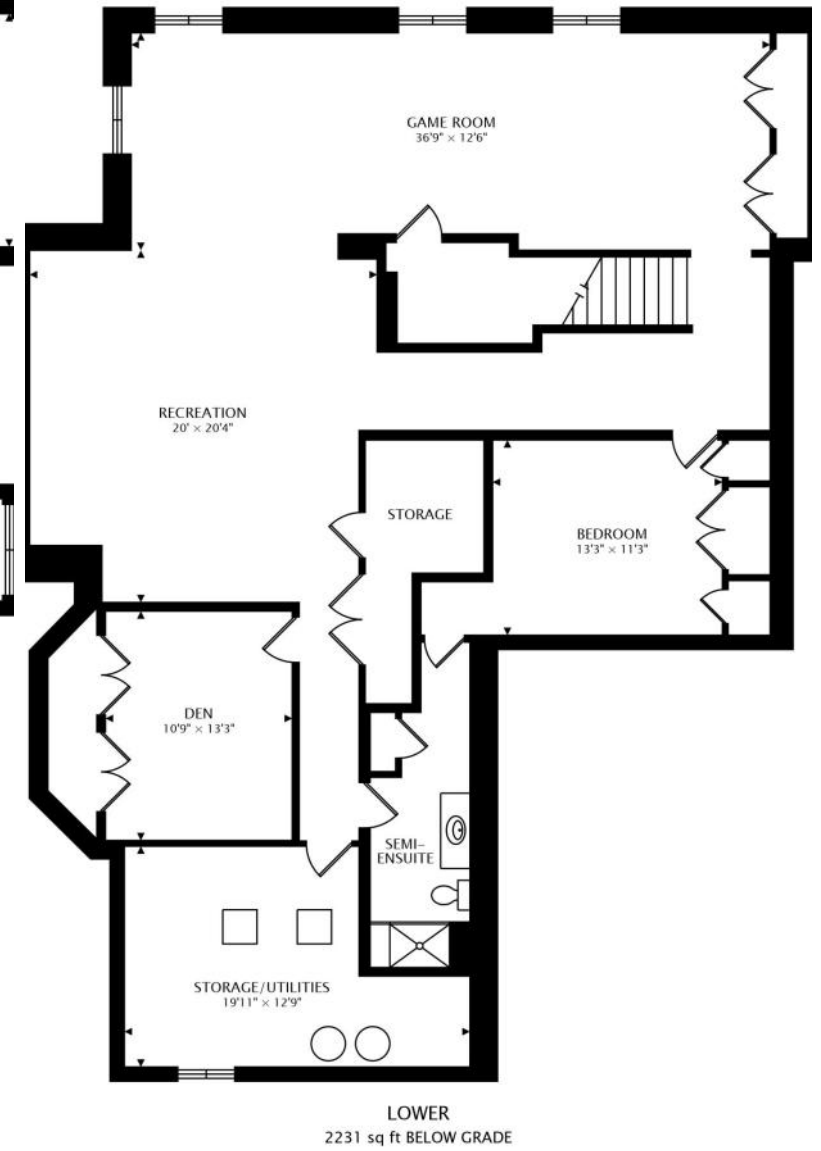 GAME ROOM
36'9" × 12'6"
RECREATION
20' × 20'4"
STORAGE
BEDROOM
13'3" × 11'3"
DEN
10'9" × 13'3"
SEMI-
ENSUITE
STORAGE/UTILITIES
19'11" × 12'9"
LOWER
2231 sq ft BELOW GRADE